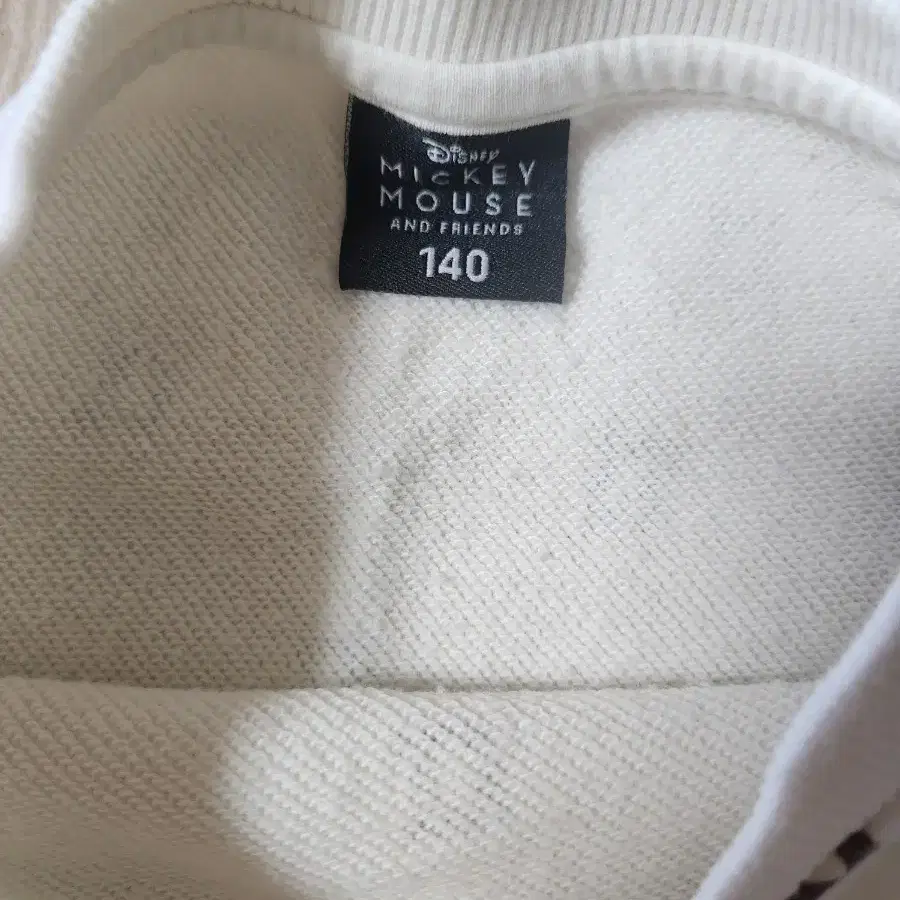 Disney
MICKEY
MOUSE
AND FRIENDS
140